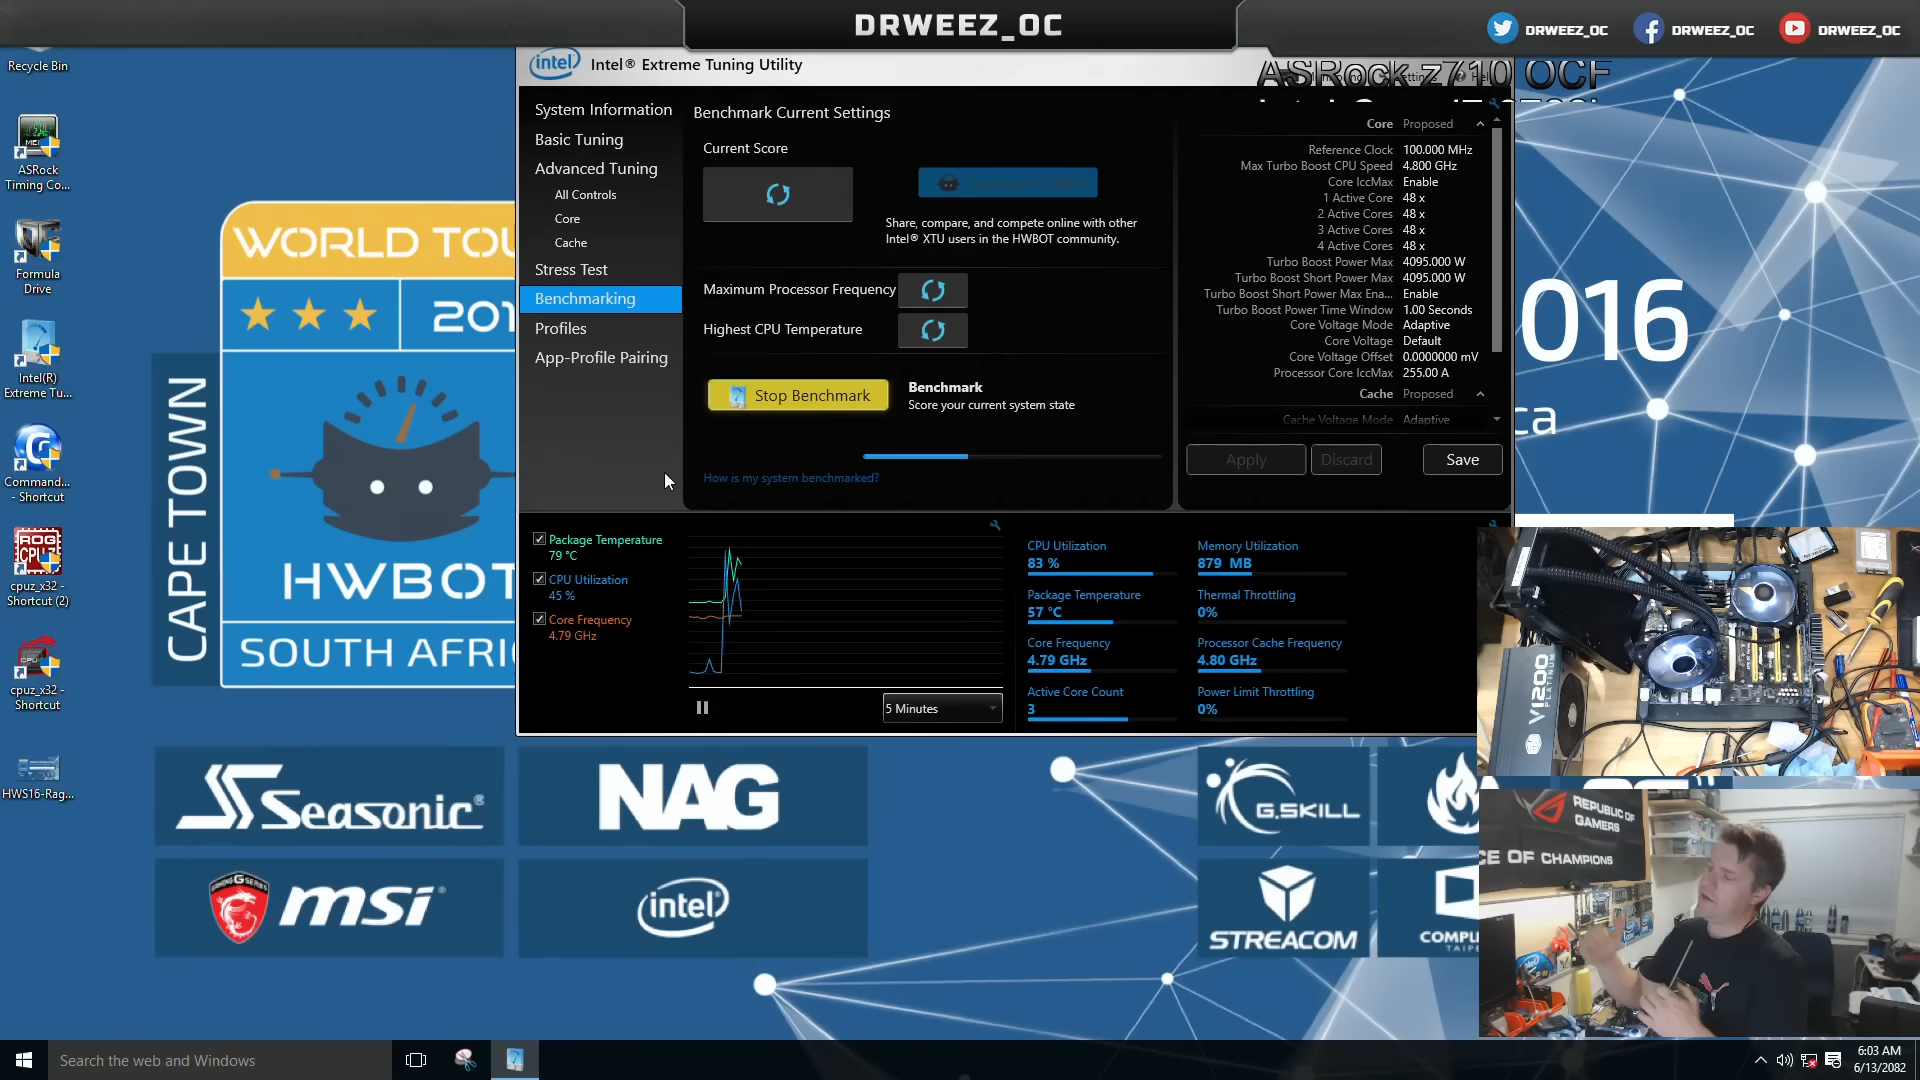 DRWEEZ_OC
DRWEEZ_OC
DRWEEZ_OC
DRWEEZ_OC
Recycle Bin
ASRock
Timing Co...
Formula
Drive
Intel(R)
Extreme Tu...
Command...
- Shortcut
ROG
CPUZ
cpuz_x32 -
Shortcut (2)
cpuz_x32 -
Shortcut
HWS16-Rag...
WORLD TOU
201
CAPE TOWN
HWBOT
SOUTH AFRI
016
ca
intel
Intel® Extreme Tuning Utility
ASRock z710 OCF
System Information
Basic Tuning
Advanced Tuning
All Controls
Core
Cache
Stress Test
Benchmarking
Profiles
App-Profile Pairing
Benchmark Current Settings
Current Score
Share, compare, and compete online with other
Intel® XTU users in the HWBOT community.
Maximum Processor Frequency
Highest CPU Temperature
Stop Benchmark
Benchmark
Score your current system state
How is my system benchmarked?
Core Proposed
Reference Clock 100.000 MHz
Max Turbo Boost CPU Speed 4.800 GHz
Core IccMax Enable
1 Active Core 48 x
2 Active Cores 48 x
3 Active Cores 48 x
4 Active Cores 48 x
Turbo Boost Power Max 4095.000 W
Turbo Boost Short Power Max 4095.000 W
Turbo Boost Short Power Max Ena... Enable
Turbo Boost Power Time Window 1.00 Seconds
Core Voltage Mode Adaptive
Core Voltage Default
Core Voltage Offset 0.0000000 mV
Processor Core IccMax 255.00 A
Cache Proposed
Cache Voltage Mode Adaptive
Apply
Discard
Save
Package Temperature
79 °C
CPU Utilization
45 %
Core Frequency
4.79 GHz
5 Minutes
CPU Utilization
83 %
Package Temperature
57 °C
Core Frequency
4.79 GHz
Active Core Count
3
Memory Utilization
879 MB
Thermal Throttling
0%
Processor Cache Frequency
4.80 GHz
Power Limit Throttling
0%
V1200
PLATINUM
REPUBLIC OF
GAMERS
CE OF CHAMPIONS
Seasonic®
NAG
G.SKILL
GAMING G SERIES
msi
intel
STREACOM
COMPU
TAIPE
Search the web and Windows
6:03 AM
6/13/2082